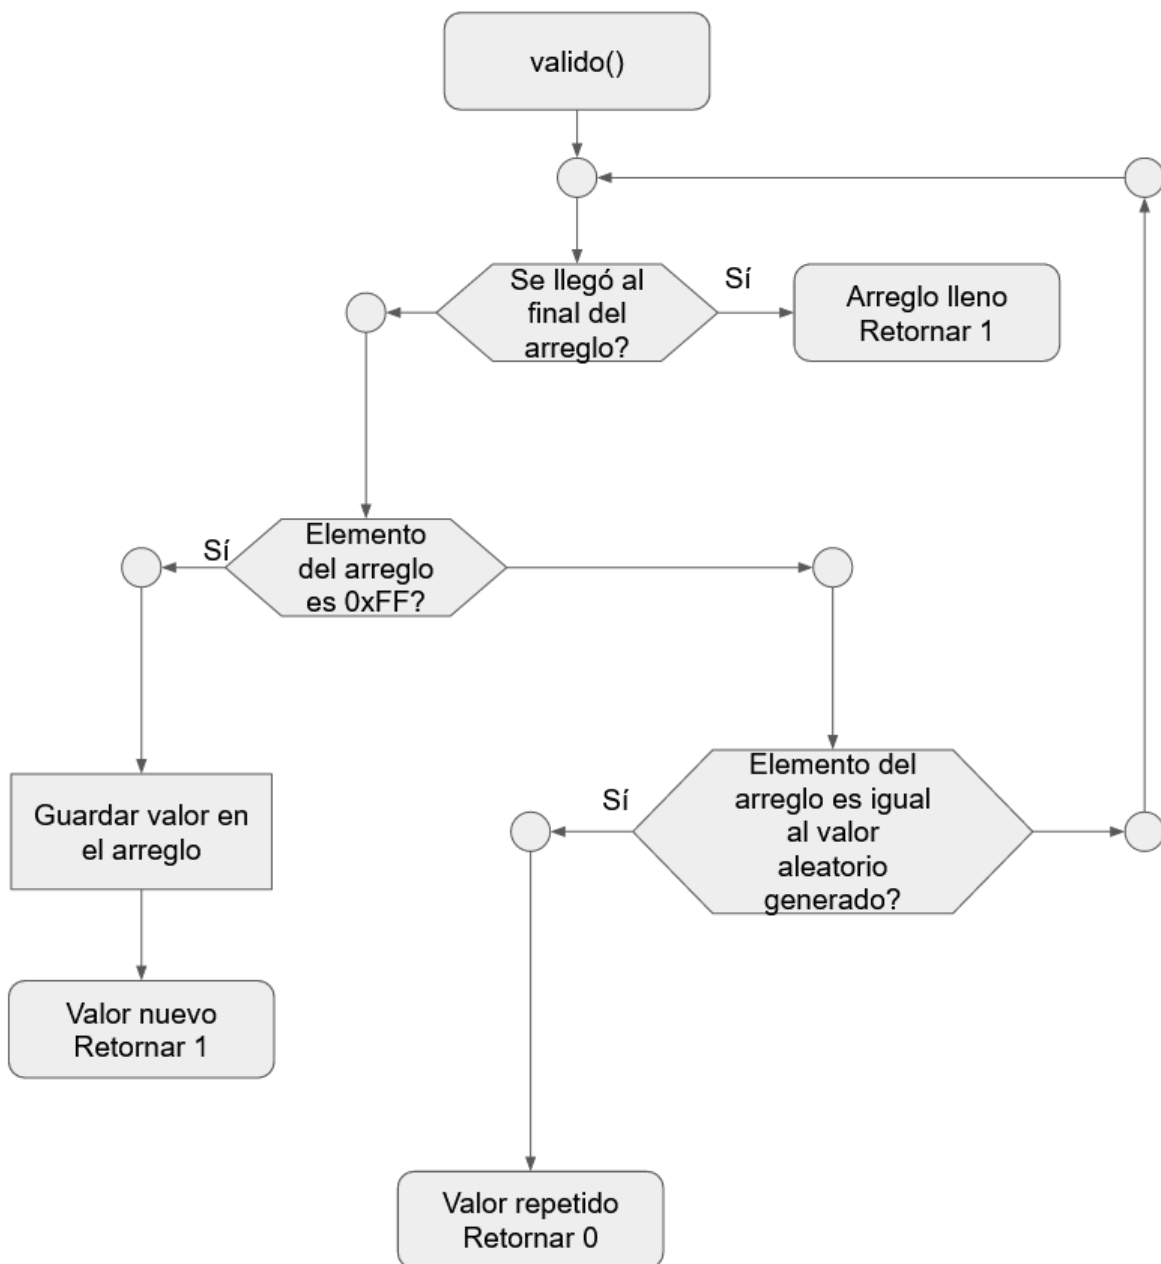 valido()
Se llegó al
final del
arreglo?
Sí
Arreglo lleno
Retornar 1
Sí
Elemento
del arreglo
es 0xFF?
Guardar valor en
el arreglo
Sí
Elemento del
arreglo es igual
al valor
aleatorio
generado?
Valor nuevo
Retornar 1
Valor repetido
Retornar 0